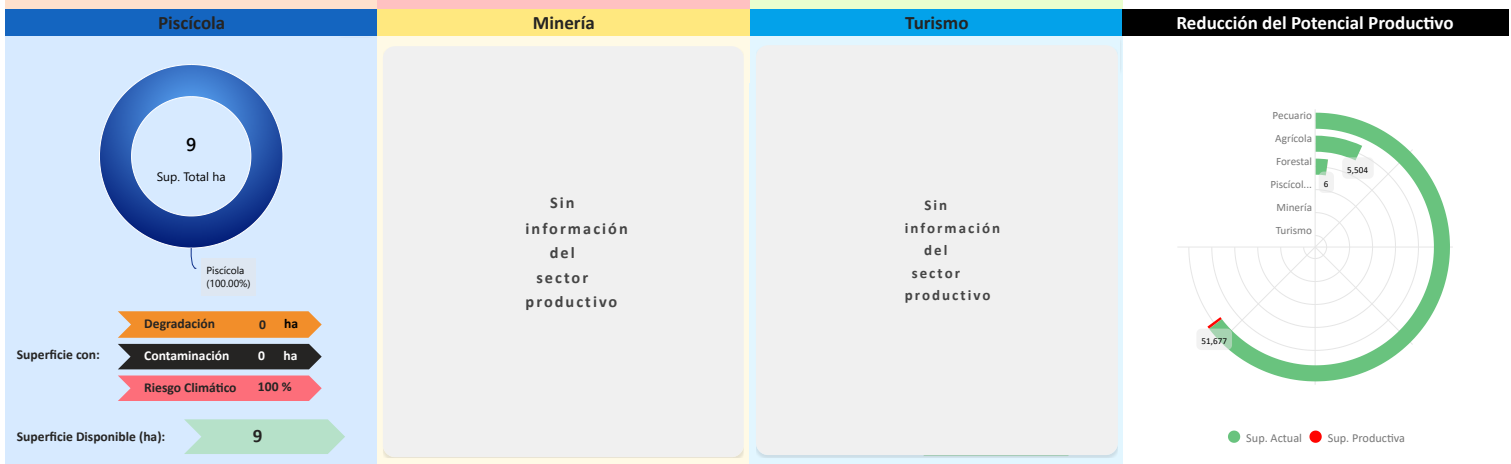 Piscícola
9
Sup. Total ha
Piscícola
(100.00%)
Superficie con:
Degradación 0 ha
Contaminación 0 ha
Riesgo Climático 100 %
Superficie Disponible (ha): 9
Minería
Sin
información
del
sector
productivo
Turismo
Sin
información
del
sector
productivo
Reducción del Potencial Productivo
Pecuario
Agrícola
Forestal
Piscícol...
Minería
Turismo
5,504
6
51,677
Sup. Actual Sup. Productiva